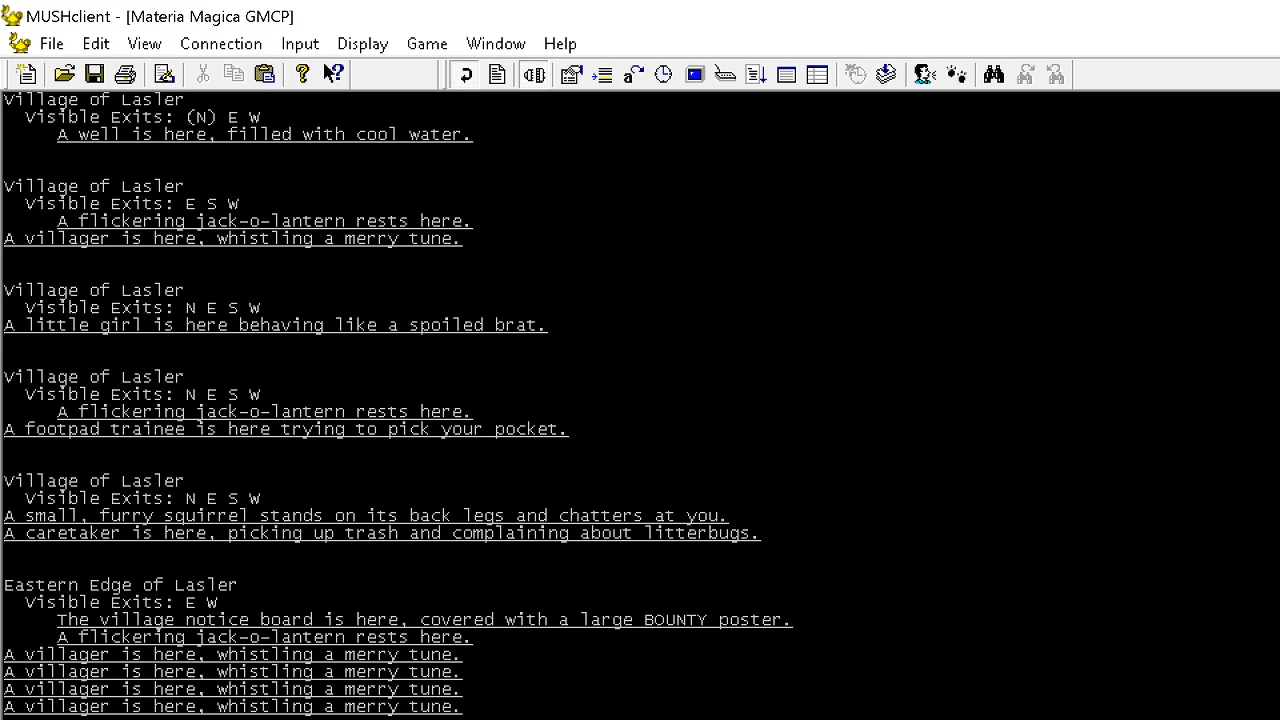 MUSHclient - [Materia Magica GMCP]
File Edit View Connection Input Display Game Window Help
Village of Lasler
Visible Exits: (N) E W
A well is here, filled with cool water.
Village of Lasler
Visible Exits: E S W
A flickering jack-o-lantern rests here.
A villager is here, whistling a merry tune.
Village of Lasler
Visible Exits: N E S W
A little girl is here behaving like a spoiled brat.
Village of Lasler
Visible Exits: N E S W
A flickering jack-o-lantern rests here.
A footpad trainee is here trying to pick your pocket.
Village of Lasler
Visible Exits: N E S W
A small, furry squirrel stands on its back legs and chatters at you.
A caretaker is here, picking up trash and complaining about litterbugs.
Eastern Edge of Lasler
Visible Exits: E W
The village notice board is here, covered with a large BOUNTY poster.
A flickering jack-o-lantern rests here.
A villager is here, whistling a merry tune.
A villager is here, whistling a merry tune.
A villager is here, whistling a merry tune.
A villager is here, whistling a merry tune.